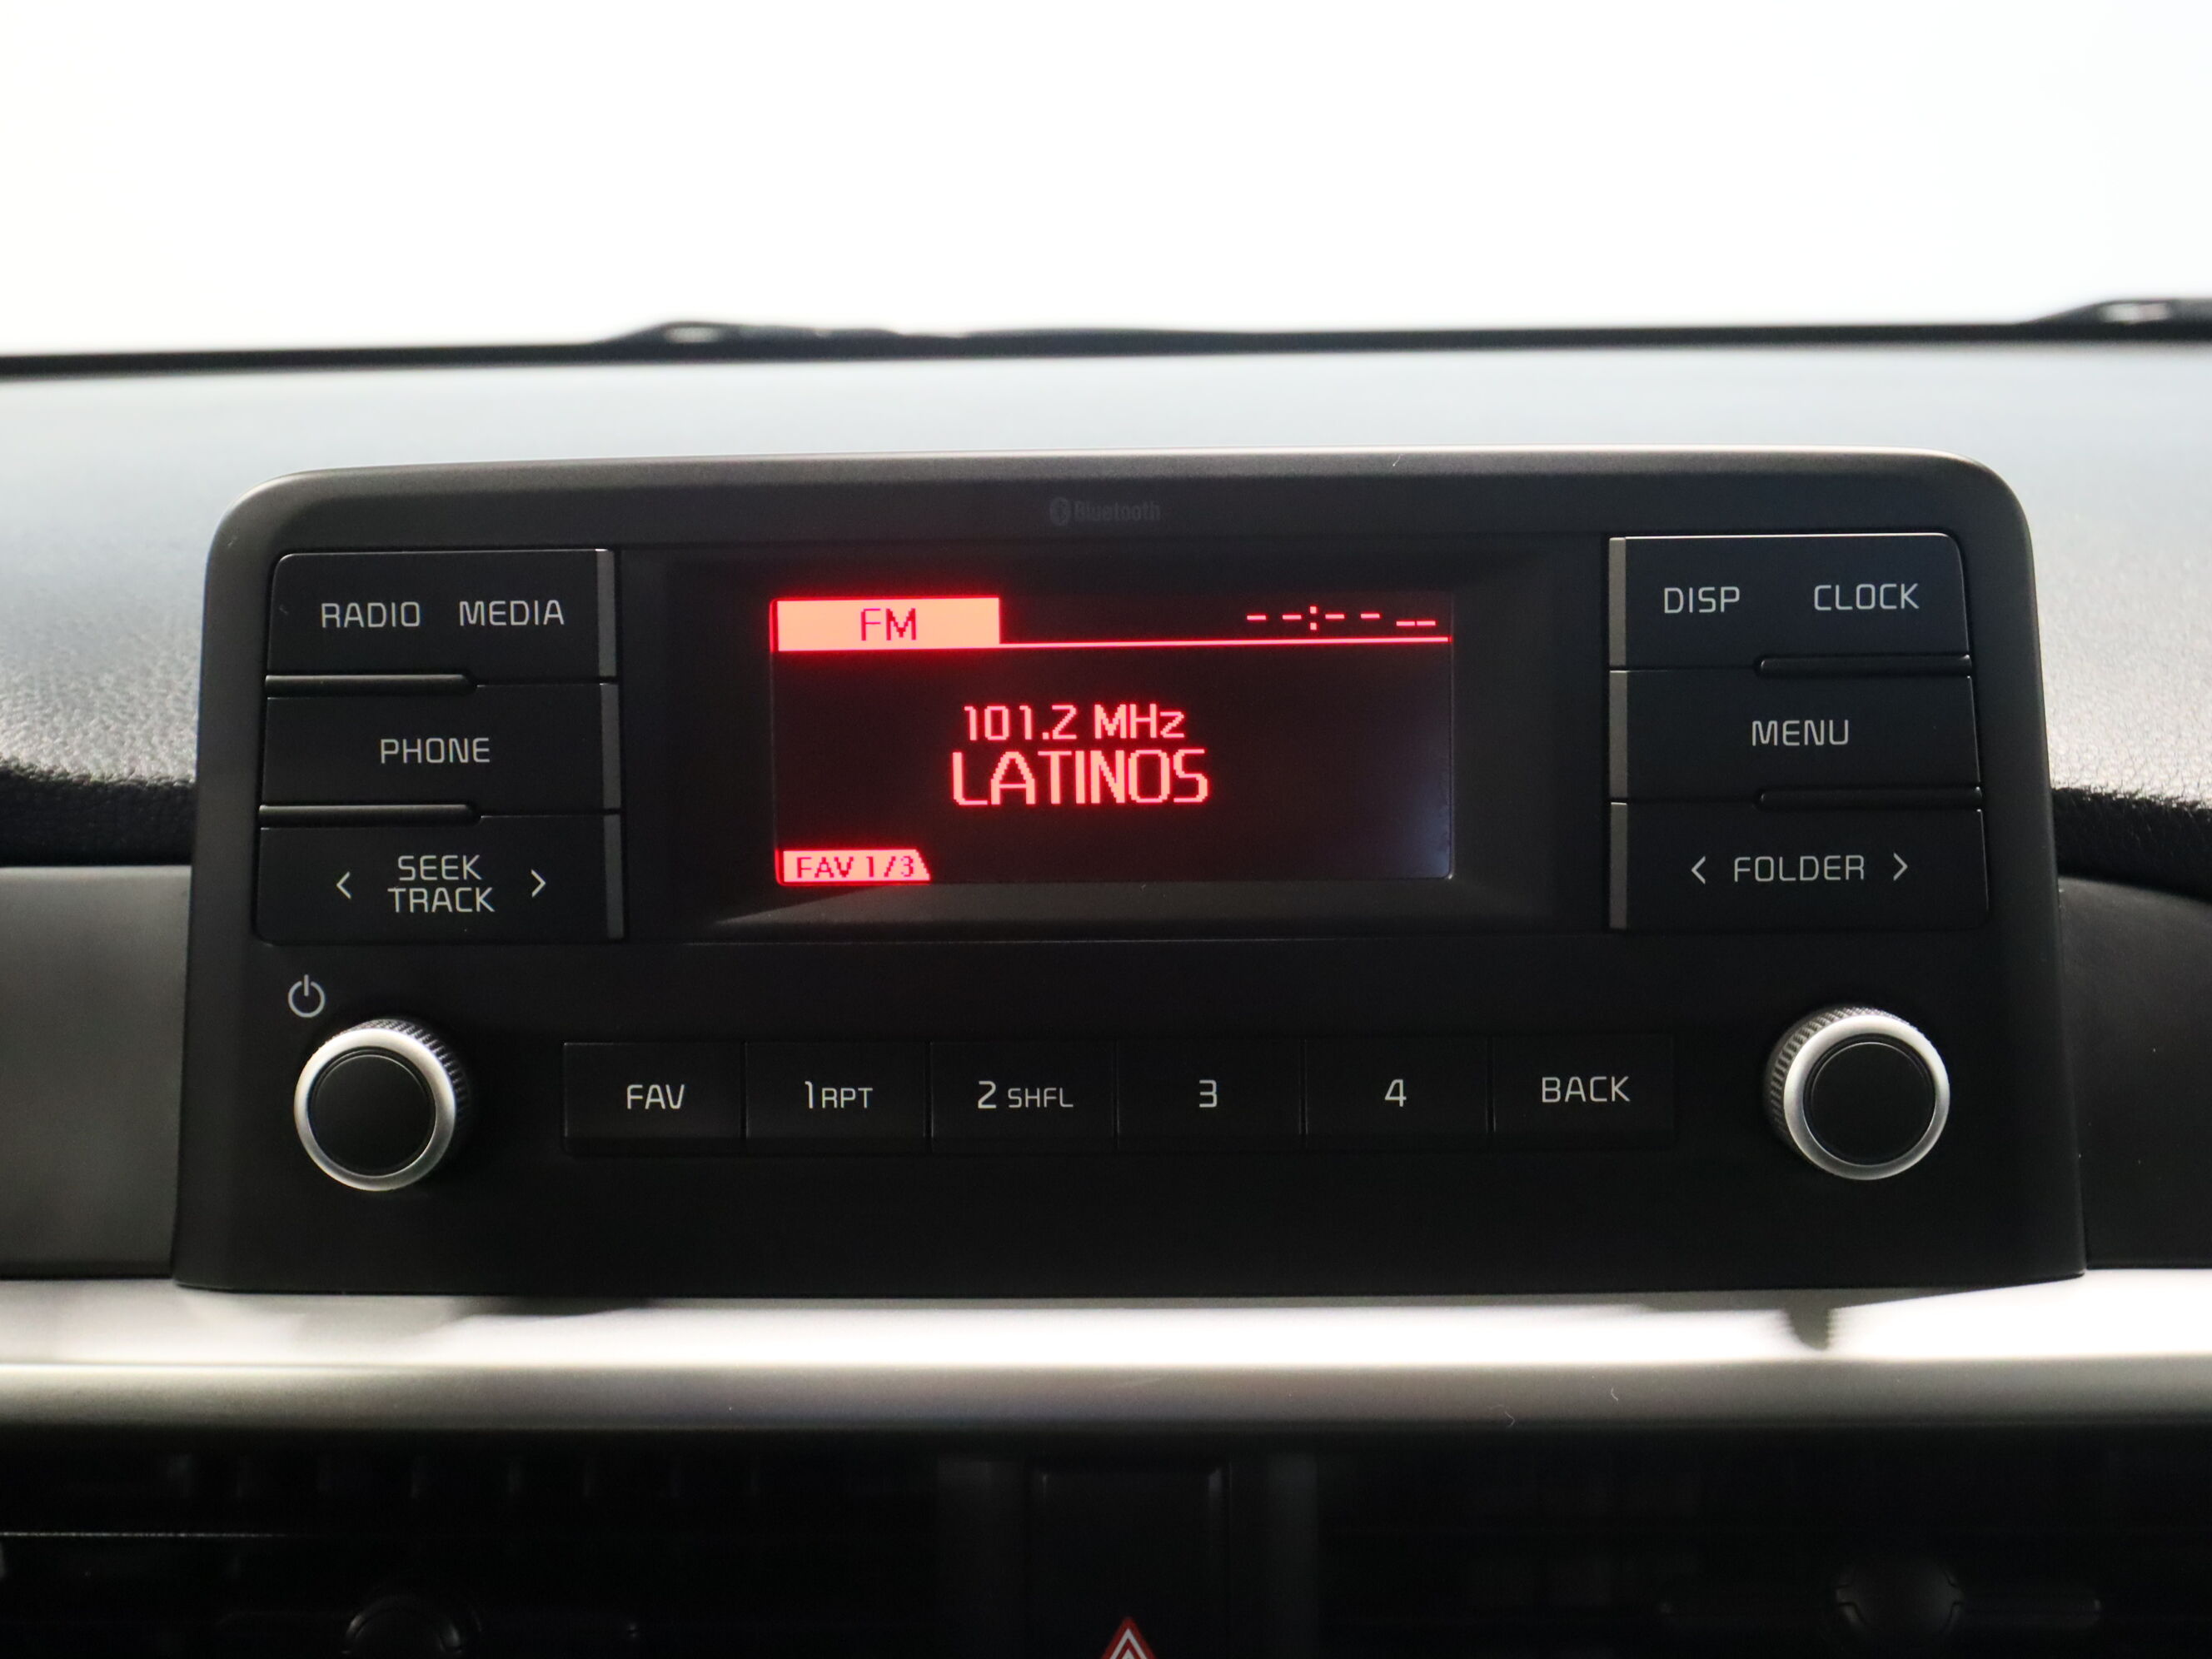 Bluetooth
RADIO MEDIA
PHONE
< SEEK TRACK >
FM --:-- --
101.2 MHz
LATINOS
FAV 1/3
DISP CLOCK
MENU
< FOLDER >
FAV 1 RPT 2 SHFL 3 4 BACK